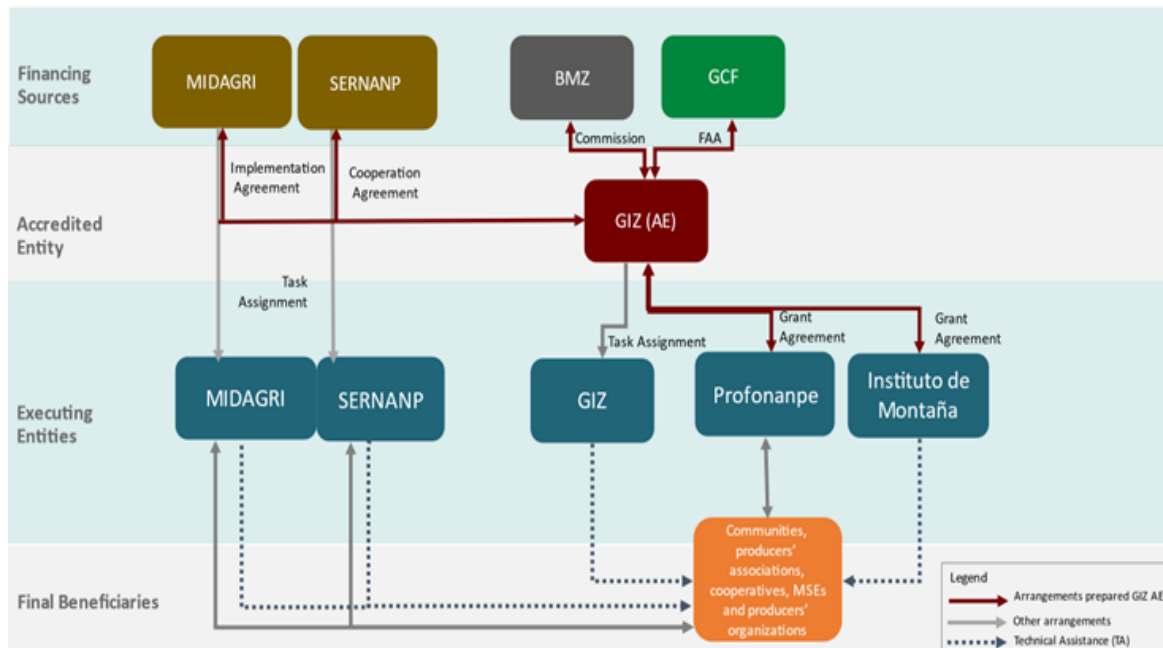 Financing
Sources
MIDAGRI
SERNANP
BMZ
GCF
Commission
FAA
Implementation
Agreement
Cooperation
Agreement
Accredited
Entity
GIZ (AE)
Task
Assignment
Task Assignment
Grant
Agreement
Grant
Agreement
Executing
Entities
MIDAGRI
SERNANP
GIZ
Profonanpe
Instituto de
Montaña
Final Beneficiaries
Communities,
producers'
associations,
cooperatives, MSEs
and producers'
organizations
Legend
Arrangements prepared GIZ AE
Other arrangements
Technical Assistance (TA)